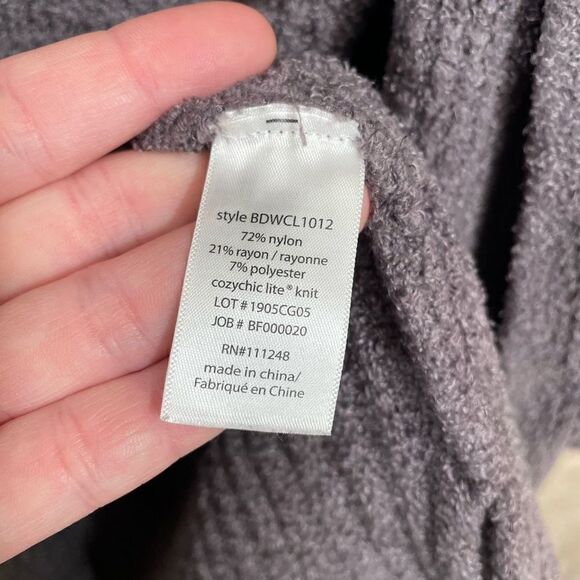 style BDWCL1012
72% nylon
21% rayon / rayonne
7% polyester
cozychic lite® knit
LOT # 1905CG05
JOB # BF000020
RN#111248
made in china/
Fabriqué en Chine